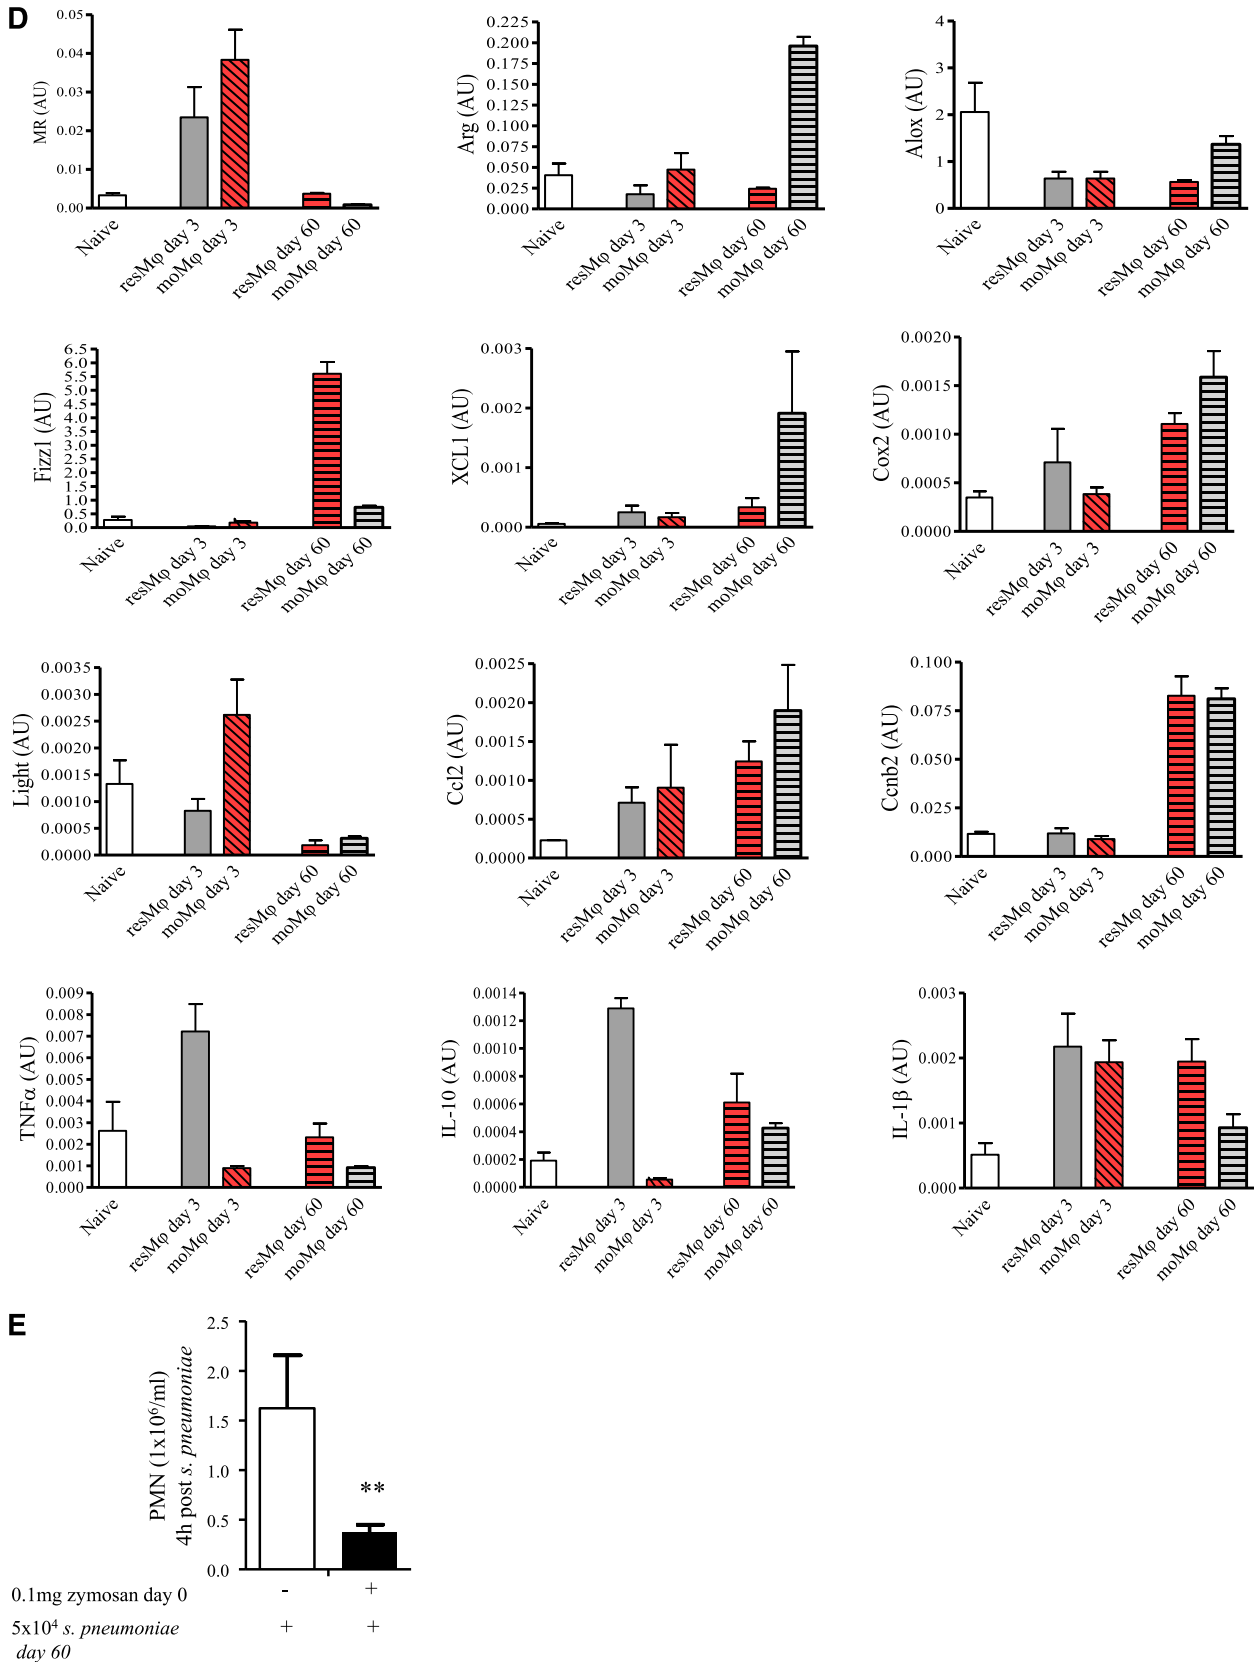 D
MR (AU)
0.05
0.04
0.03
0.02
0.01
0.00
Naive
resMφ day 3
moMφ day 3
resMφ day 60
moMφ day 60
Arg (AU)
0.225
0.200
0.175
0.150
0.125
0.100
0.075
0.050
0.025
0.000
Naive
resMφ day 3
moMφ day 3
resMφ day 60
moMφ day 60
Alox (AU)
4
3
2
1
0
Naive
resMφ day 3
moMφ day 3
resMφ day 60
moMφ day 60
Fizz1 (AU)
6.5
6.0
5.5
5.0
4.5
4.0
3.5
3.0
2.5
2.0
1.5
1.0
0.5
0.0
Naive
resMφ day 3
moMφ day 3
resMφ day 60
moMφ day 60
XCL1 (AU)
0.003
0.002
0.001
0.000
Naive
resMφ day 3
moMφ day 3
resMφ day 60
moMφ day 60
Cox2 (AU)
0.0020
0.0015
0.0010
0.0005
0.0000
Naive
resMφ day 3
moMφ day 3
resMφ day 60
moMφ day 60
Light (AU)
0.0035
0.0030
0.0025
0.0020
0.0015
0.0010
0.0005
0.0000
Naive
resMφ day 3
moMφ day 3
resMφ day 60
moMφ day 60
Ccl2 (AU)
0.0025
0.0020
0.0015
0.0010
0.0005
0.0000
Naive
resMφ day 3
moMφ day 3
resMφ day 60
moMφ day 60
Ccnb2 (AU)
0.100
0.075
0.050
0.025
0.000
Naive
resMφ day 3
moMφ day 3
resMφ day 60
moMφ day 60
TNFα (AU)
0.009
0.008
0.007
0.006
0.005
0.004
0.003
0.002
0.001
0.000
Naive
resMφ day 3
moMφ day 3
resMφ day 60
moMφ day 60
IL-10 (AU)
0.0014
0.0012
0.0010
0.0008
0.0006
0.0004
0.0002
0.0000
Naive
resMφ day 3
moMφ day 3
resMφ day 60
moMφ day 60
IL-1β (AU)
0.003
0.002
0.001
0.000
Naive
resMφ day 3
moMφ day 3
resMφ day 60
moMφ day 60
E
PMN (1x10⁶/ml)
4h post s. pneumoniae
2.5
2.0
1.5
1.0
0.5
0.0
**
0.1mg zymosan day 0 - +
5x10⁴ s. pneumoniae + +
day 60